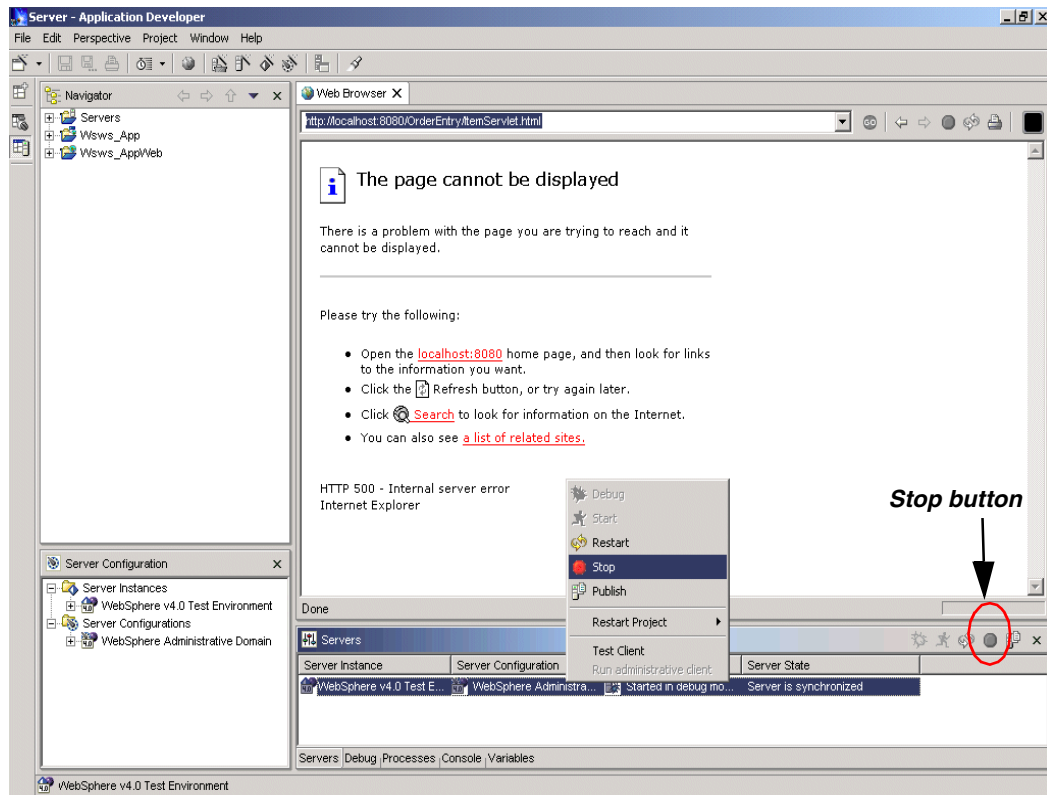 Server - Application Developer
File Edit Perspective Project Window Help
Navigator
Servers
Wsws_App
Wsws_AppWeb
Web Browser
http://localhost:8080/OrderEntry/ItemServlet.html
GO
The page cannot be displayed
There is a problem with the page you are trying to reach and it
cannot be displayed.
Please try the following:
Open the localhost:8080 home page, and then look for links
to the information you want.
Click the Refresh button, or try again later.
Click Search to look for information on the Internet.
You can also see a list of related sites.
HTTP 500 - Internal server error
Internet Explorer
Debug
Start
Restart
Stop
Publish
Restart Project
Test Client
Run administrative client
Stop button
Done
Server Configuration
Server Instances
WebSphere v4.0 Test Environment
Server Configurations
WebSphere Administrative Domain
Servers
Server Instance Server Configuration Server State
WebSphere v4.0 Test E... WebSphere Administra... Started in debug mo... Server is synchronized
Servers Debug Processes Console Variables
WebSphere v4.0 Test Environment